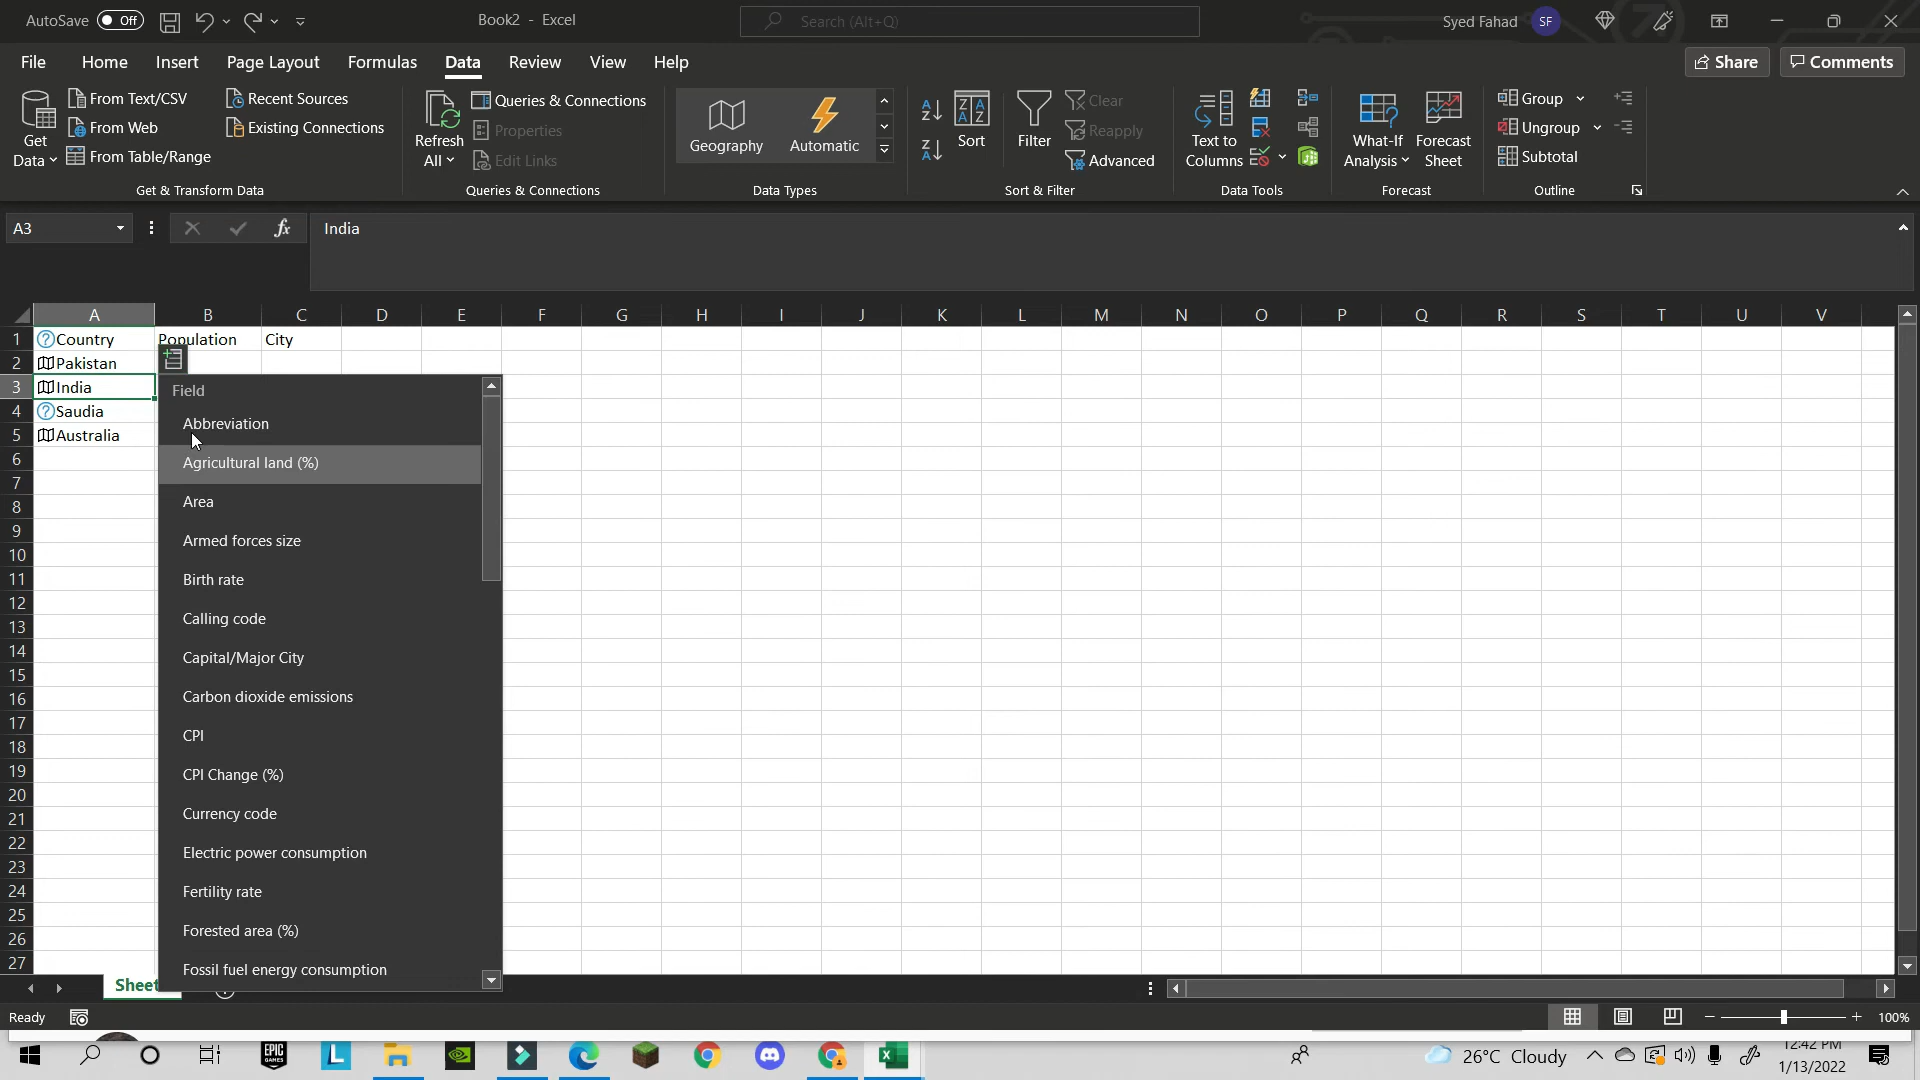 AutoSave Off Book2 - Excel Search (Alt+Q) Syed Fahad SF
File Home Insert Page Layout Formulas Data Review View Help Share Comments
Get Data
From Text/CSV
From Web
From Table/Range
Recent Sources
Existing Connections
Get & Transform Data
Refresh All
Queries & Connections
Properties
Edit Links
Queries & Connections
Geography
Automatic
Data Types
Sort
Filter
Clear
Reapply
Advanced
Sort & Filter
Text to Columns
Data Tools
What-If Analysis
Forecast Sheet
Forecast
Group
Ungroup
Subtotal
Outline
A3 fx India
A B C D E F G H I J K L M N O P Q R S T U V
1 Country Population City
2 Pakistan
3 India
4 Saudia
5 Australia
6
7
8
9
10
11
12
13
14
15
16
17
18
19
20
21
22
23
24
25
26
27
Field
Abbreviation
Agricultural land (%)
Area
Armed forces size
Birth rate
Calling code
Capital/Major City
Carbon dioxide emissions
CPI
CPI Change (%)
Currency code
Electric power consumption
Fertility rate
Forested area (%)
Fossil fuel energy consumption
Sheet
Ready 100%
EPIC GAMES L 26°C Cloudy 12:42 PM
1/13/2022